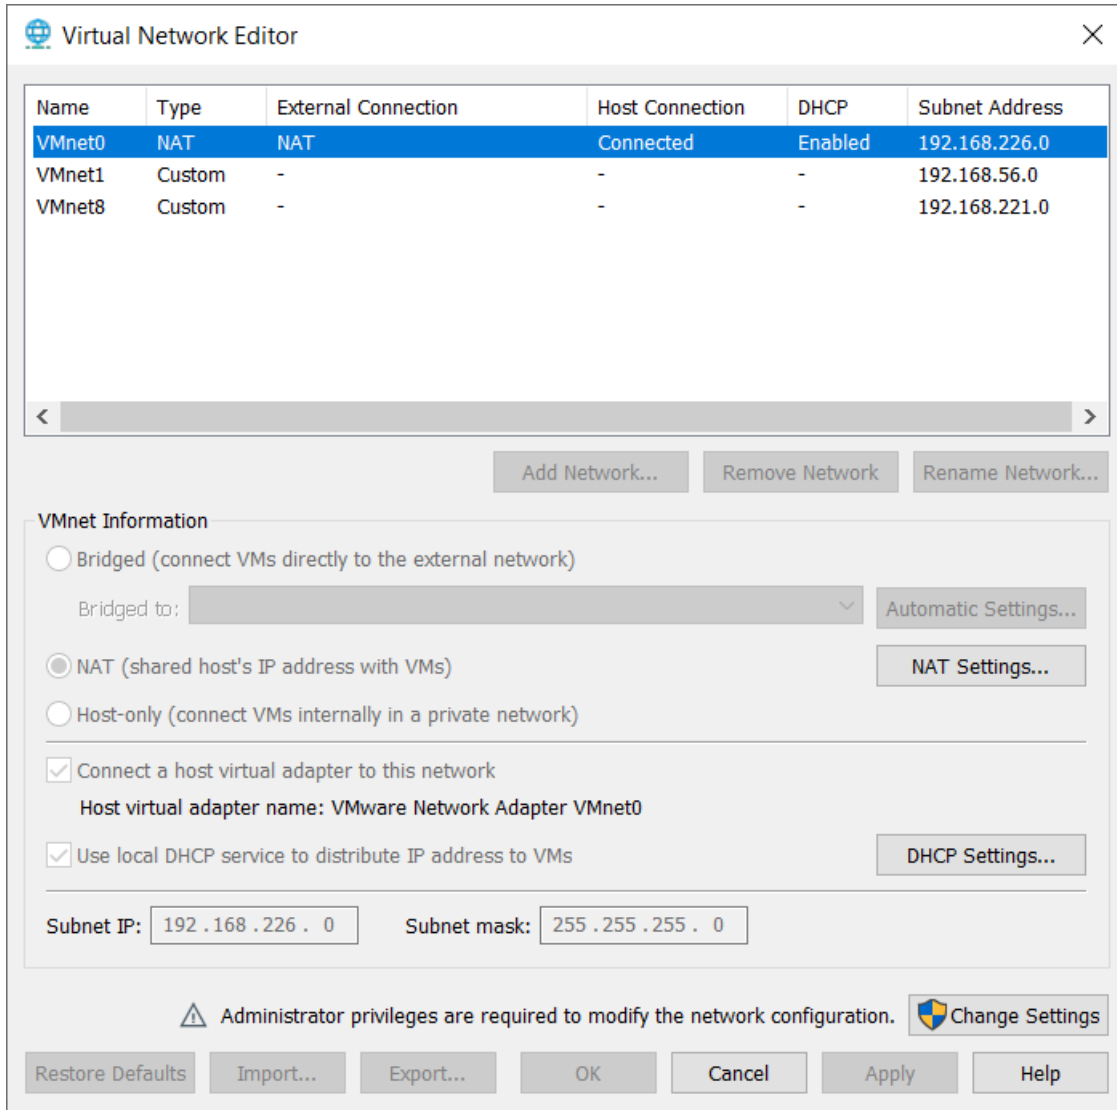 Virtual Network Editor
Name Type External Connection Host Connection DHCP Subnet Address
VMnet0 NAT NAT Connected Enabled 192.168.226.0
VMnet1 Custom - - - 192.168.56.0
VMnet8 Custom - - - 192.168.221.0
Add Network... Remove Network Rename Network...
VMnet Information
Bridged (connect VMs directly to the external network)
Bridged to: Automatic Settings...
NAT (shared host's IP address with VMs) NAT Settings...
Host-only (connect VMs internally in a private network)
Connect a host virtual adapter to this network
Host virtual adapter name: VMware Network Adapter VMnet0
Use local DHCP service to distribute IP address to VMs DHCP Settings...
Subnet IP: 192 . 168 . 226 . 0 Subnet mask: 255 . 255 . 255 . 0
Administrator privileges are required to modify the network configuration. Change Settings
Restore Defaults Import... Export... OK Cancel Apply Help